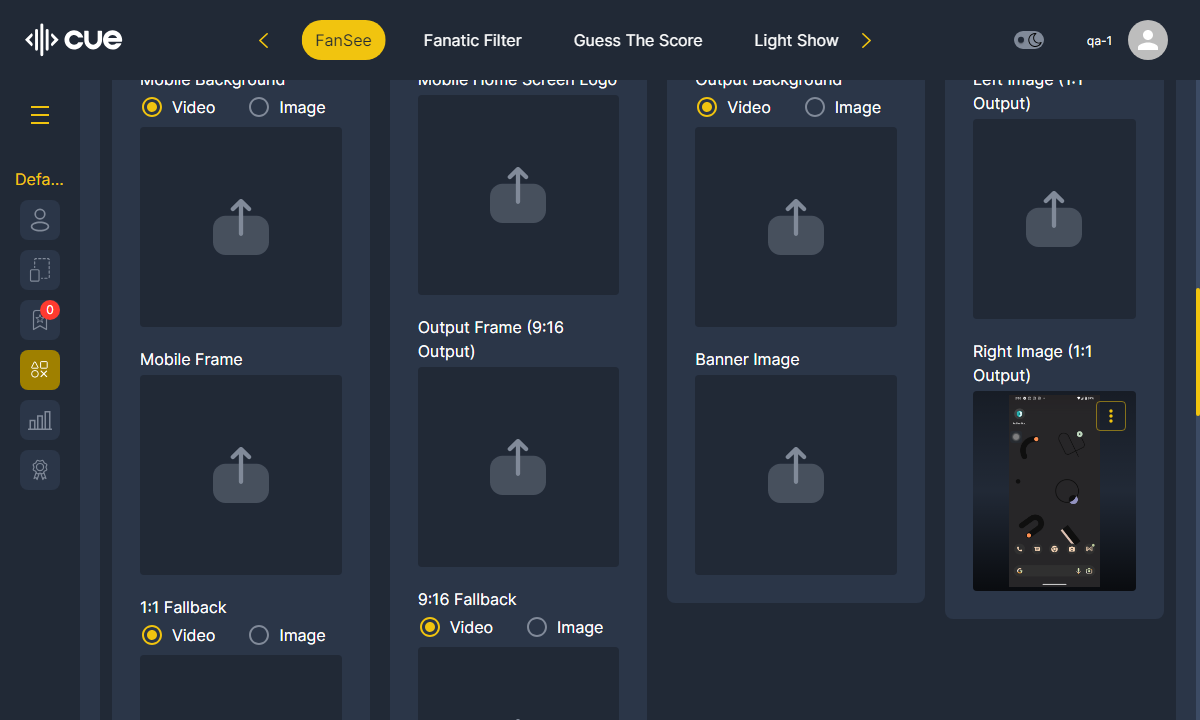 cue
FanSee
Fanatic Filter
Guess The Score
Light Show
qa-1
Defa...
0
Mobile Background
Video
Image
Mobile Frame
1:1 Fallback
Video
Image
Mobile Home Screen Logo
Output Frame (9:16
Output)
9:16 Fallback
Video
Image
Output Background
Video
Image
Banner Image
Left Image (1:1
Output)
Right Image (1:1
Output)